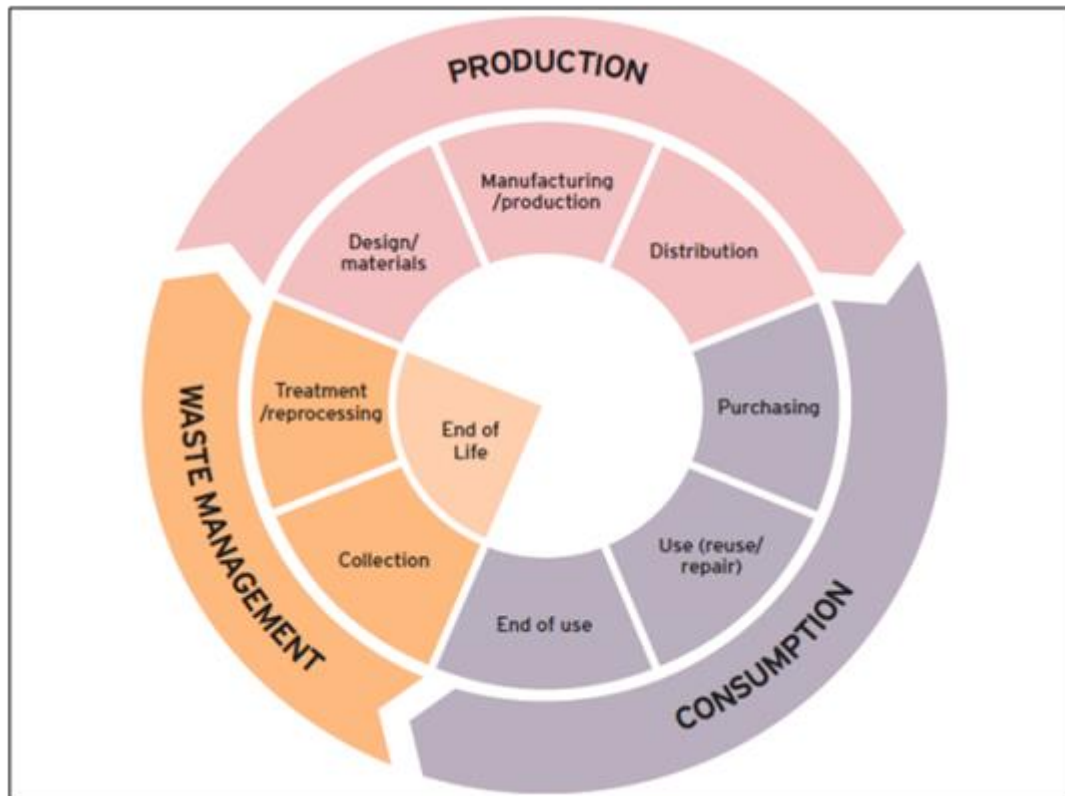 PRODUCTION
Manufacturing
/production
Design/
materials
Distribution
Treatment
/reprocessing
End of
Life
Purchasing
Collection
Use (reuse/
repair)
End of use
WASTE MANAGEMENT
CONSUMPTION